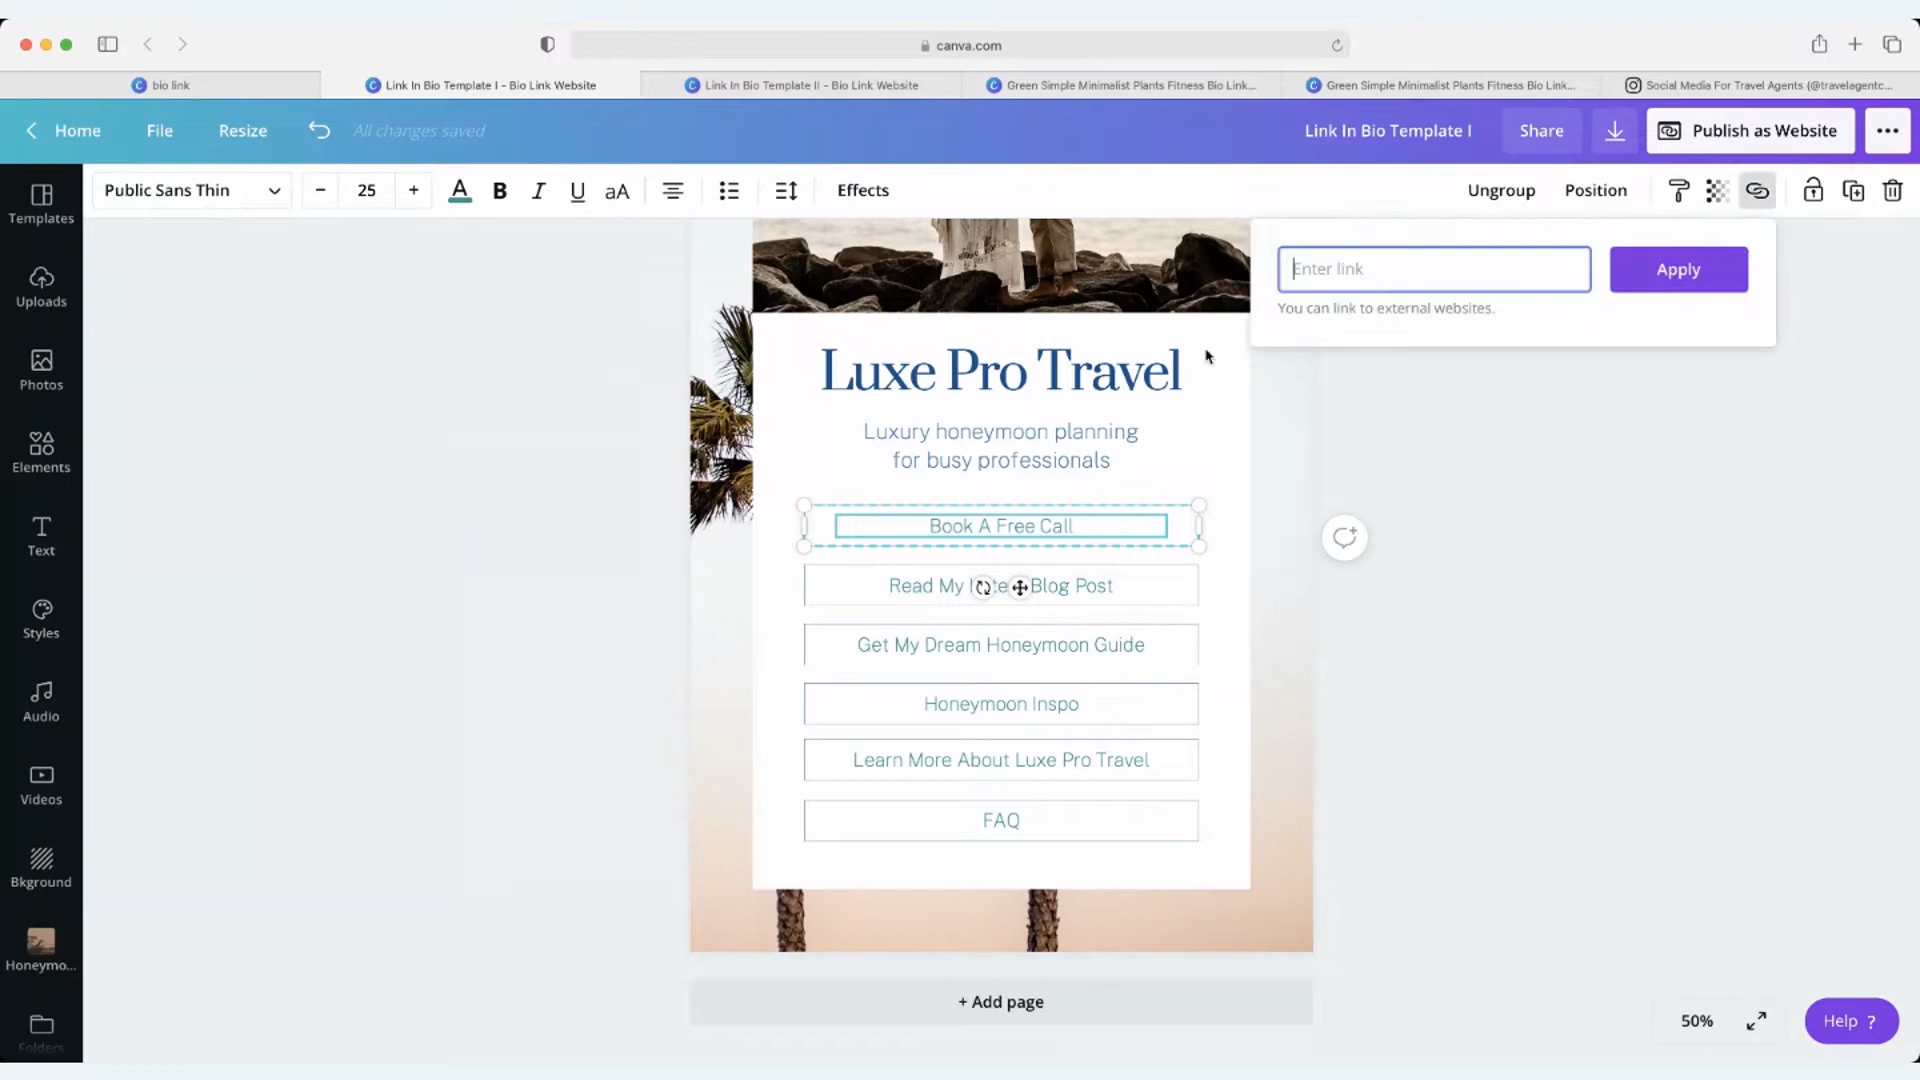 canva.com
bio link
Link In Bio Template I - Bio Link Website
Link In Bio Template II - Bio Link Website
Green Simple Minimalist Plants Fitness Bio Link...
Green Simple Minimalist Plants Fitness Bio Link...
Social Media For Travel Agents (@travelagentc...
Home
File
Resize
All changes saved
Link In Bio Template I
Share
Publish as Website
Public Sans Thin
25
A
B
I
U
aA
Effects
Ungroup
Position
Templates
Uploads
Photos
Elements
Text
Styles
Audio
Videos
Bkground
Honeymo...
Folders
Enter link
Apply
You can link to external websites.
Luxe Pro Travel
Luxury honeymoon planning
for busy professionals
Book A Free Call
Read My Blog Post
Get My Dream Honeymoon Guide
Honeymoon Inspo
Learn More About Luxe Pro Travel
FAQ
+ Add page
50%
Help ?